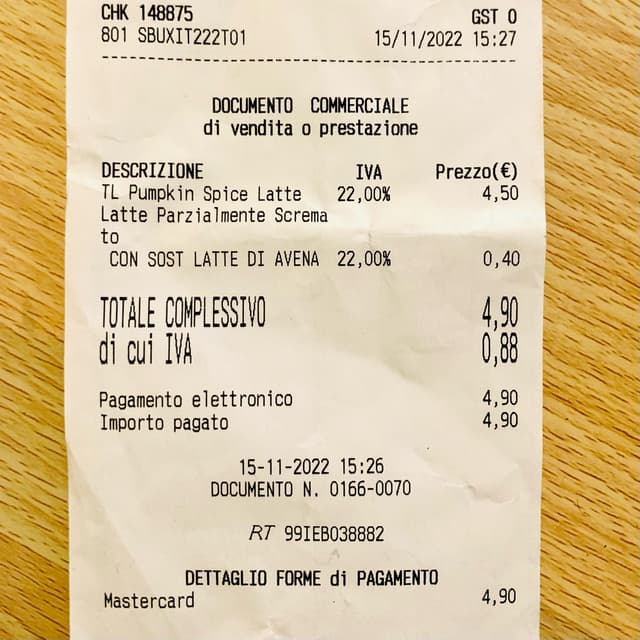 CHK 148875 GST 0
801 SBUXIT222T01 15/11/2022 15:27
DOCUMENTO COMMERCIALE
di vendita o prestazione
DESCRIZIONE IVA Prezzo(€)
TL Pumpkin Spice Latte 22,00% 4,50
Latte Parzialmente Screma
to
CON SOST LATTE DI AVENA 22,00% 0,40
TOTALE COMPLESSIVO 4,90
di cui IVA 0,88
Pagamento elettronico 4,90
Importo pagato 4,90
15-11-2022 15:26
DOCUMENTO N. 0166-0070
RT 99IEB038882
DETTAGLIO FORME di PAGAMENTO
Mastercard 4,90